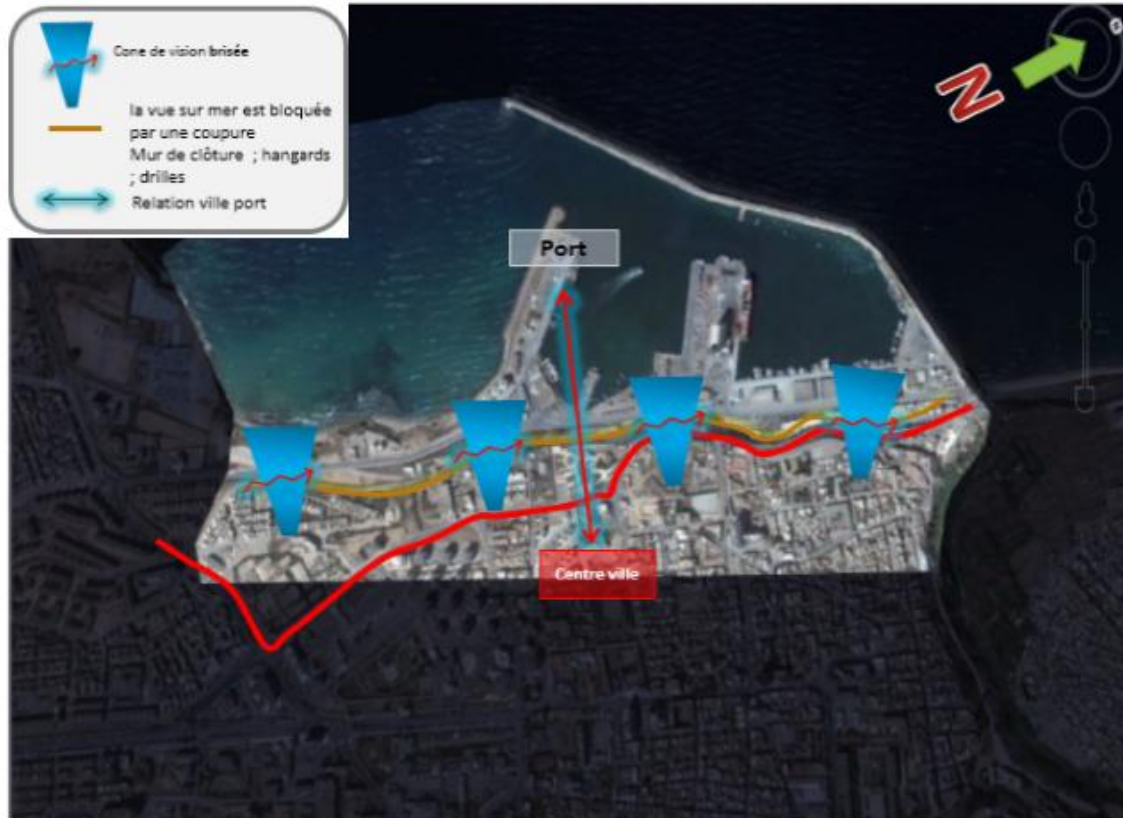 Cone de vision brisée
la vue sur mer est bloquée
par une coupure
Mur de clôture ; hangards
; drilles
Relation ville port
N
Port
Centre ville